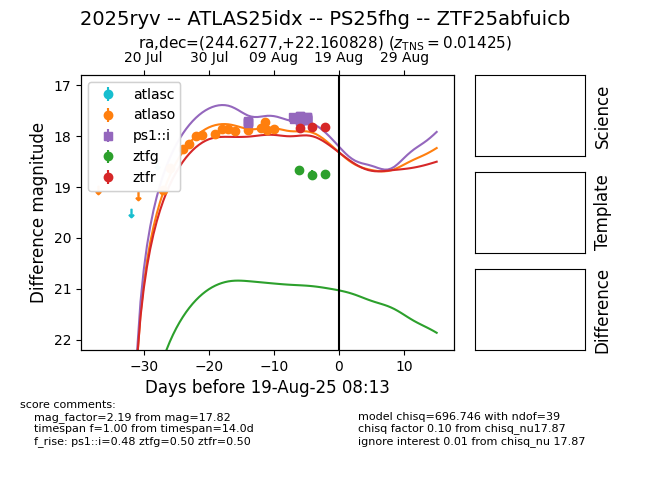 2025ryv -- ATLAS25idx -- PS25fhg -- ZTF25abfuicb
ra,dec=(244.6277,+22.160828) (z_TNS = 0.01425)
20 Jul 30 Jul 09 Aug 19 Aug 29 Aug
Difference magnitude
17
18
19
20
21
22
atlasc
atlaso
ps1::i
ztfg
ztfr
−30 −20 −10 0 10
Days before 19-Aug-25 08:13
Science
Template
Difference
score comments:
mag_factor=2.19 from mag=17.82
timespan f=1.00 from timespan=14.0d
f_rise: ps1::i=0.48 ztfg=0.50 ztfr=0.50
model chisq=696.746 with ndof=39
chisq factor 0.10 from chisq_nu17.87
ignore interest 0.01 from chisq_nu 17.87